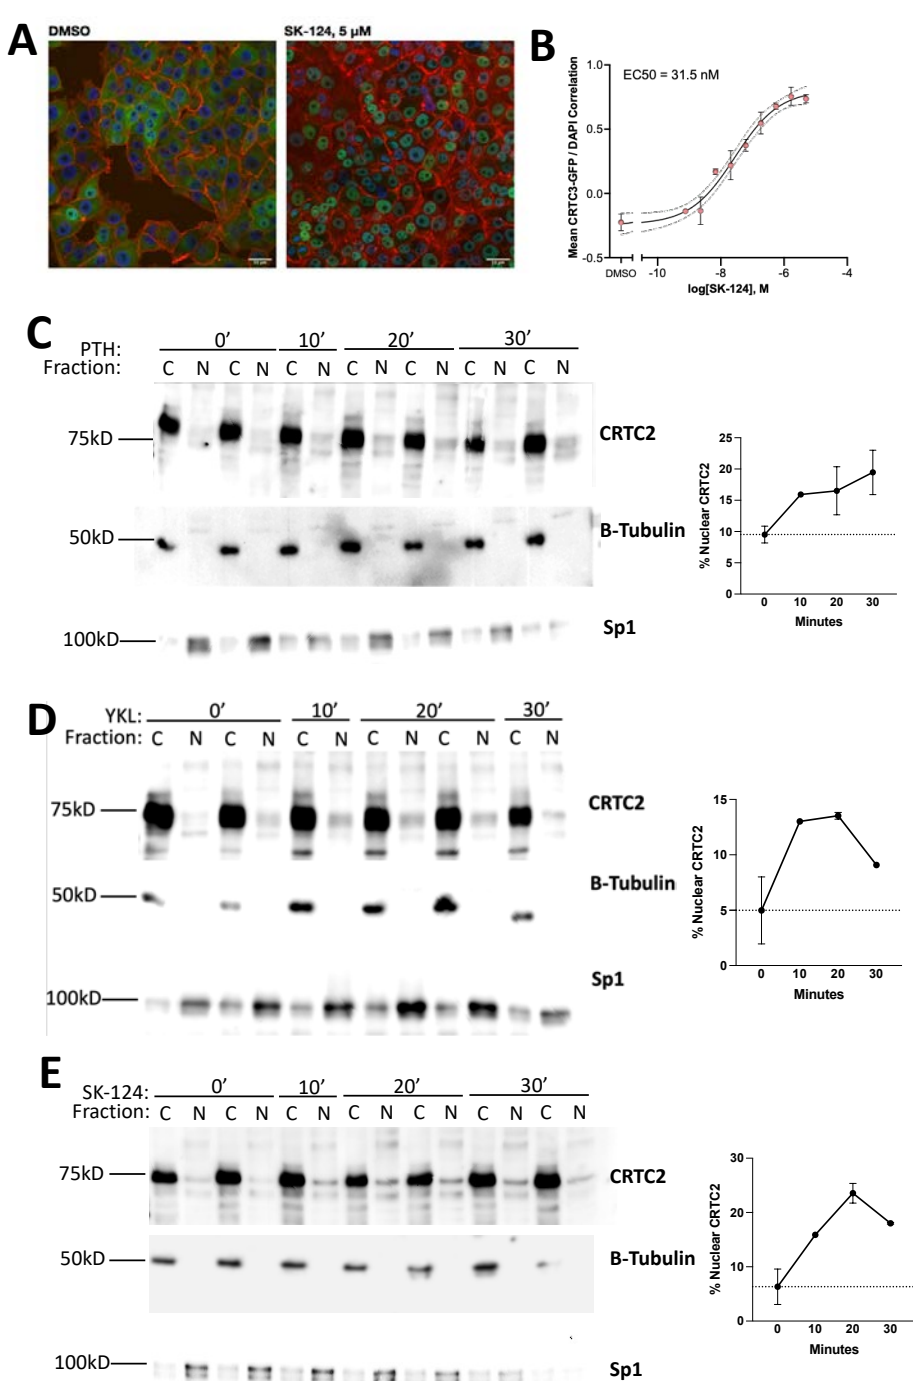 A
DMSO
SK-124, 5 µM
B
Mean CRTC3-GFP / DAPI Correlation
1.0
0.5
0.0
-0.5
EC50 = 31.5 nM
DMSO -10 -8 -6 -4
log[SK-124], M
C
PTH: 0’ 10’ 20’ 30’
Fraction: C N C N C N C N C N C N C N
75kD
CRTC2
50kD
B-Tubulin
100kD
Sp1
% Nuclear CRTC2
25
20
15
10
5
0
0 10 20 30
Minutes
D
YKL: 0’ 10’ 20’ 30’
Fraction: C N C N C N C N C N C N
75kD
CRTC2
50kD
B-Tubulin
100kD
Sp1
% Nuclear CRTC2
15
10
5
0
0 10 20 30
Minutes
E
SK-124: 0’ 10’ 20’ 30’
Fraction: C N C N C N C N C N C N C N
75kD
CRTC2
50kD
B-Tubulin
100kD
Sp1
% Nuclear CRTC2
30
20
10
0
0 10 20 30
Minutes